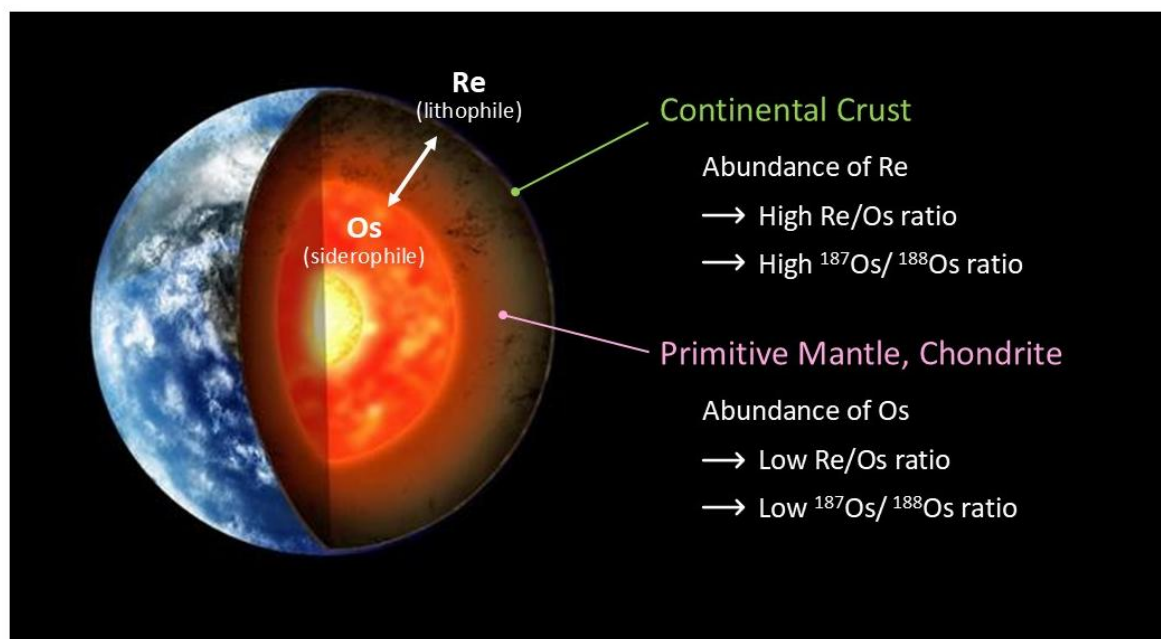 Re
(lithophile)
Os
(siderophile)
Continental Crust
Abundance of Re
→ High Re/Os ratio
→ High ¹⁸⁷Os/ ¹⁸⁸Os ratio
Primitive Mantle, Chondrite
Abundance of Os
→ Low Re/Os ratio
→ Low ¹⁸⁷Os/ ¹⁸⁸Os ratio